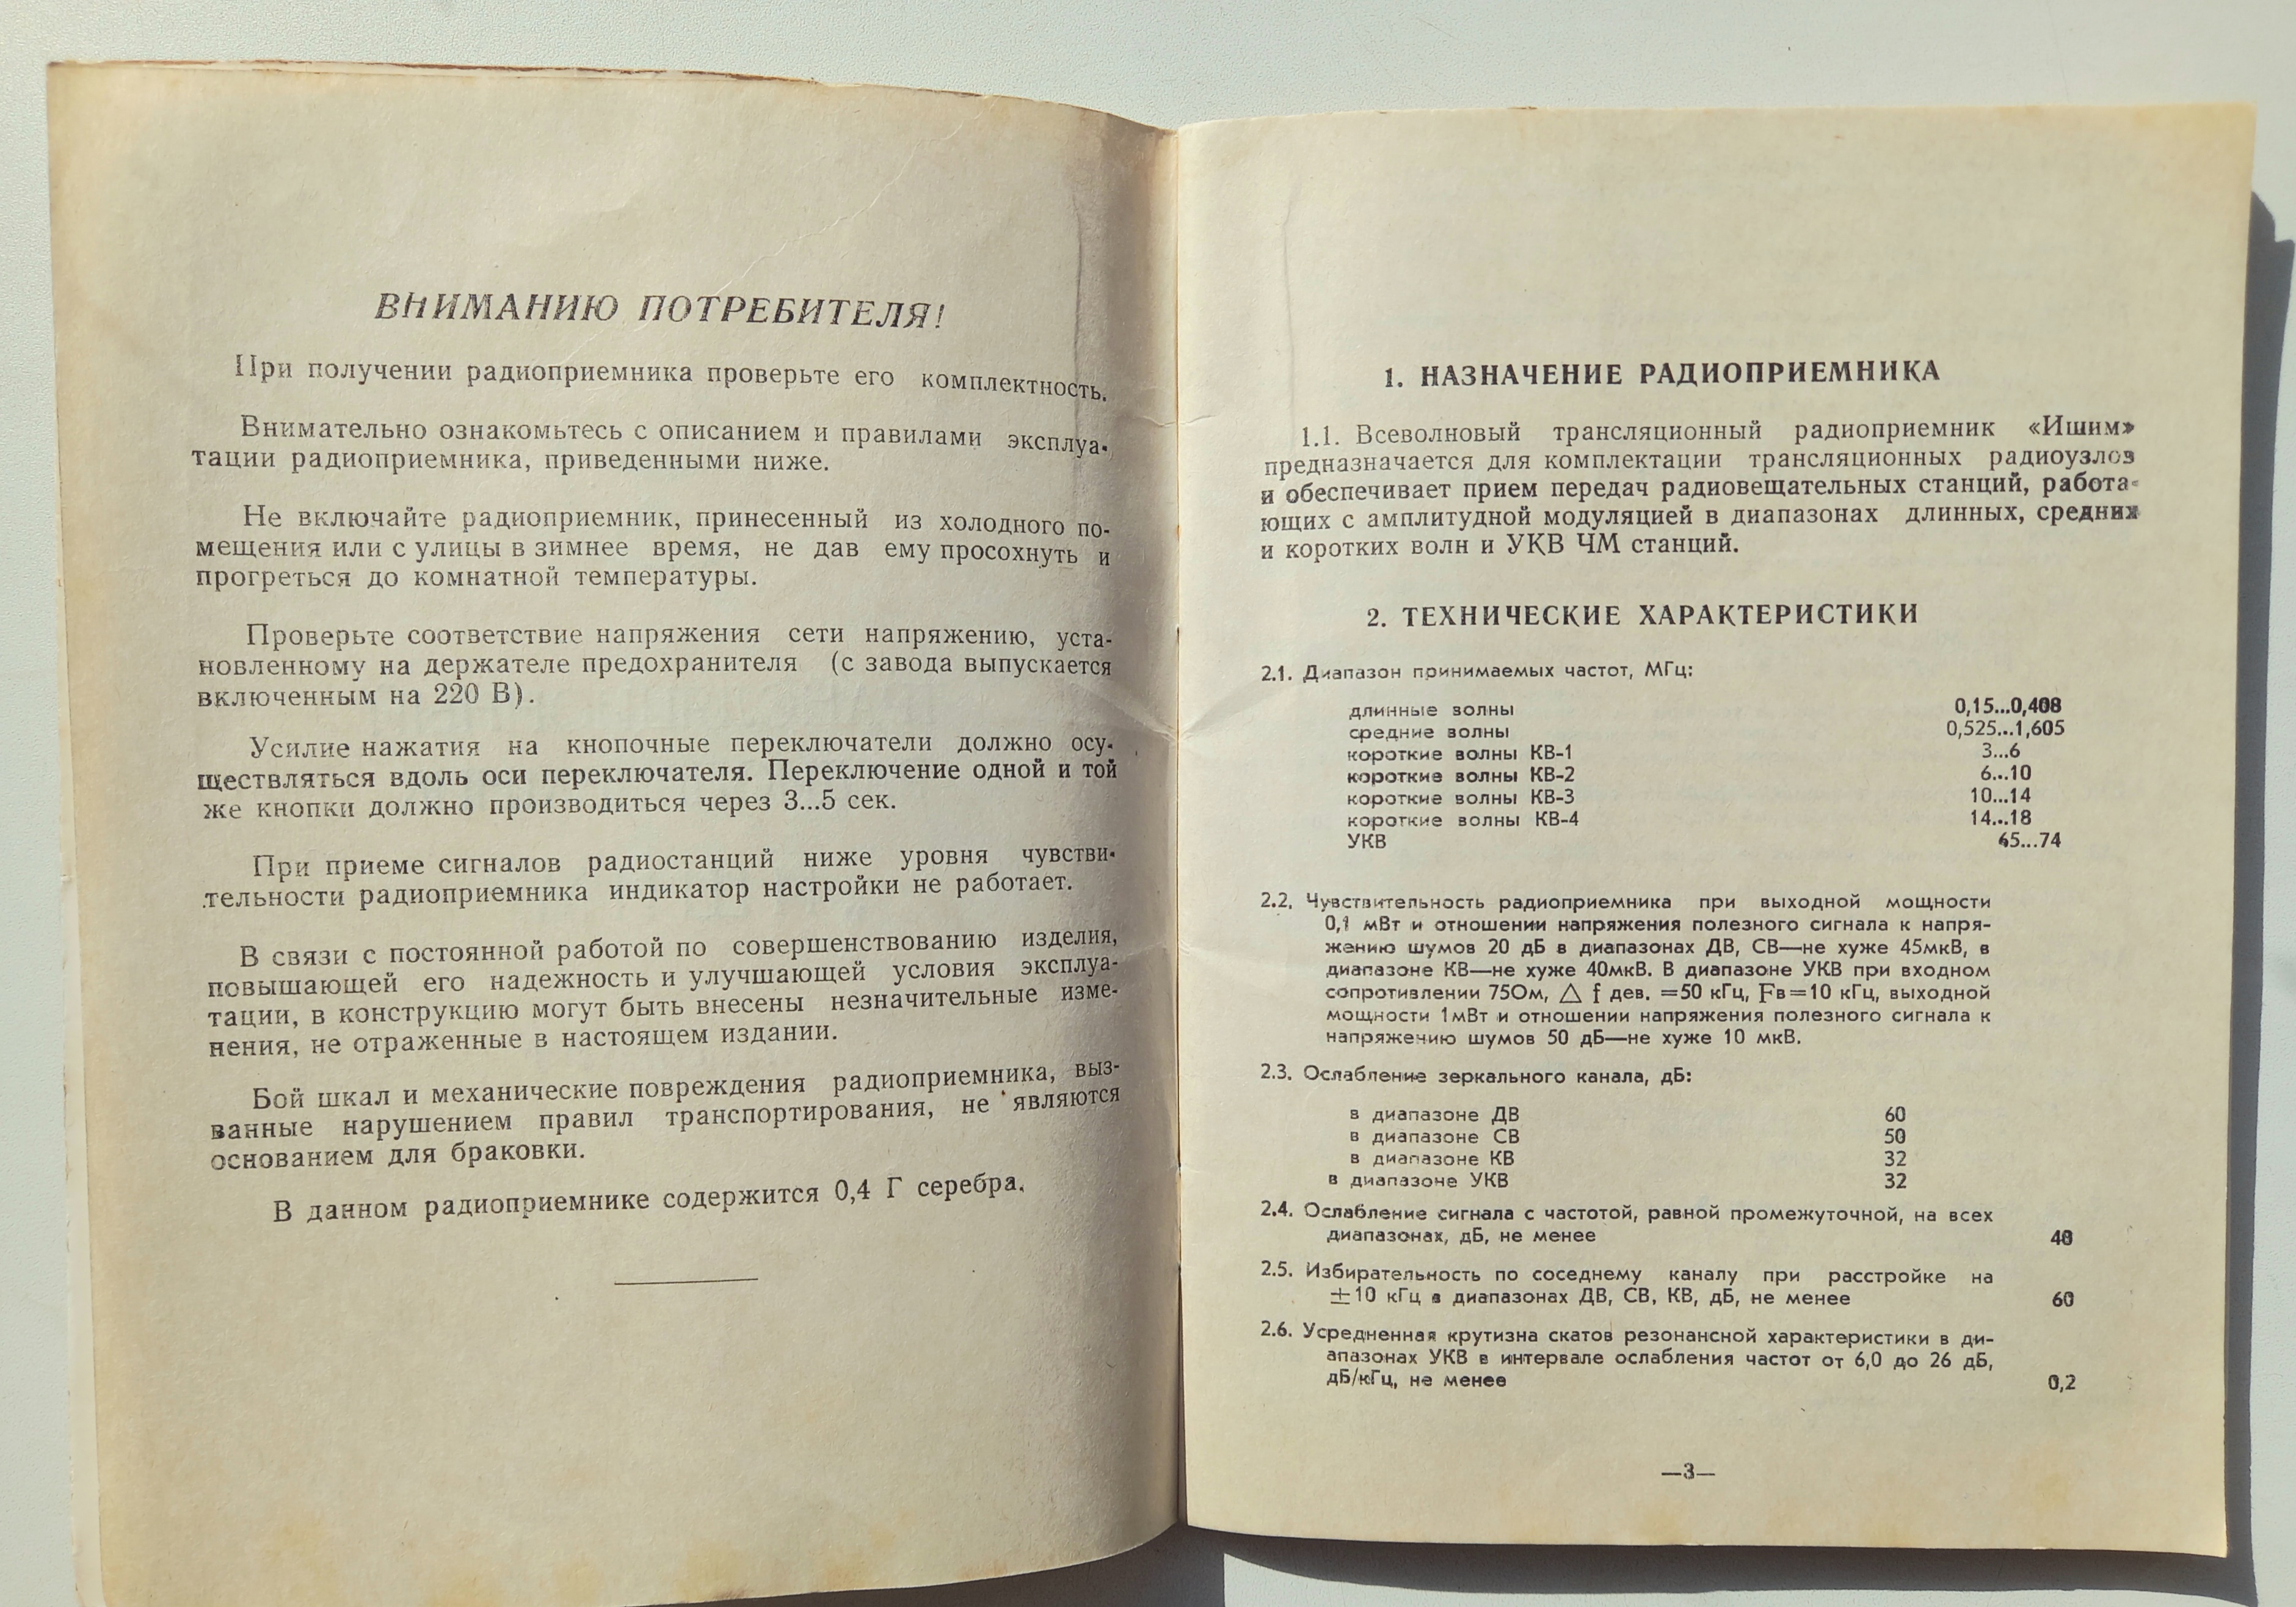 ВНИМАНИЮ ПОТРЕБИТЕЛЯ!
При получении радиоприемника проверьте его комплектность.
Внимательно ознакомьтесь с описанием и правилами эксплуа-
тации радиоприемника, приведенными ниже.
Не включайте радиоприемник, принесенный из холодного по-
мещения или с улицы в зимнее время, не дав ему просохнуть и
прогреться до комнатной температуры.
Проверьте соответствие напряжения сети напряжению, уста-
новленному на держателе предохранителя (с завода выпускается
включенным на 220 В).
Усилие нажатия на кнопочные переключатели должно осу-
ществляться вдоль оси переключателя. Переключение одной и той
же кнопки должно производиться через 3...5 сек.
При приеме сигналов радиостанций ниже уровня чувстви-
тельности радиоприемника индикатор настройки не работает.
В связи с постоянной работой по совершенствованию изделия,
повышающей его надежность и улучшающей условия эксплуа-
тации, в конструкцию могут быть внесены незначительные изме-
нения, не отраженные в настоящем издании.
Бой шкал и механические повреждения радиоприемника, выз-
ванные нарушением правил транспортирования, не являются
основанием для браковки.
В данном радиоприемнике содержится 0,4 Г серебра.
1. НАЗНАЧЕНИЕ РАДИОПРИЕМНИКА
1.1. Всеволновый трансляционный радиоприемник «Ишим»
предназначается для комплектации трансляционных радиоузлов
и обеспечивает прием передач радиовещательных станций, работа-
ющих с амплитудной модуляцией в диапазонах длинных, средних
и коротких волн и УКВ ЧМ станций.
2. ТЕХНИЧЕСКИЕ ХАРАКТЕРИСТИКИ
2.1. Диапазон принимаемых частот, МГц:
длинные волны 0,15...0,408
средние волны 0,525...1,605
короткие волны КВ-1 3...6
короткие волны КВ-2 6...10
короткие волны КВ-3 10...14
короткие волны КВ-4 14...18
УКВ 65...74
2.2. Чувствительность радиоприемника при выходной мощности
0,1 мВт и отношении напряжения полезного сигнала к напря-
жению шумов 20 дБ в диапазонах ДВ, СВ—не хуже 45мкВ, в
диапазоне КВ—не хуже 40мкВ. В диапазоне УКВ при входном
сопротивлении 75Ом, △ f дев. =50 кГц, Fв=10 кГц, выходной
мощности 1мВт и отношении напряжения полезного сигнала к
напряжению шумов 50 дБ—не хуже 10 мкВ.
2.3. Ослабление зеркального канала, дБ:
в диапазоне ДВ 60
в диапазоне СВ 50
в диапазоне КВ 32
в диапазоне УКВ 32
2.4. Ослабление сигнала с частотой, равной промежуточной, на всех
диапазонах, дБ, не менее 40
2.5. Избирательность по соседнему каналу при расстройке на
±10 кГц в диапазонах ДВ, СВ, КВ, дБ, не менее 60
2.6. Усредненная крутизна скатов резонансной характеристики в ди-
апазонах УКВ в интервале ослабления частот от 6,0 до 26 дБ,
дБ/кГц, не менее 0,2
—3—